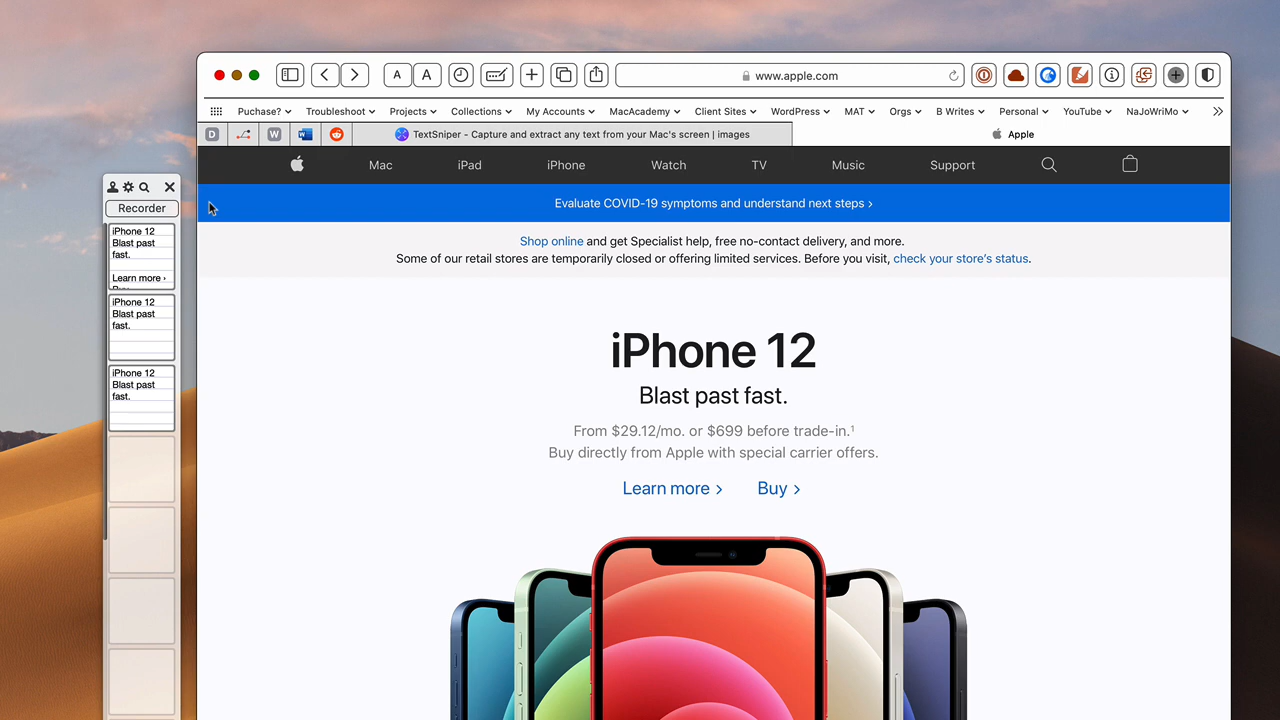 A
A
www.apple.com
Puchase?
Troubleshoot
Projects
Collections
My Accounts
MacAcademy
Client Sites
WordPress
MAT
Orgs
B Writes
Personal
YouTube
NaJoWriMo
D
W
TextSniper - Capture and extract any text from your Mac's screen | images
Apple
Mac
iPad
iPhone
Watch
TV
Music
Support
Evaluate COVID-19 symptoms and understand next steps ›
Shop online and get Specialist help, free no-contact delivery, and more.
Some of our retail stores are temporarily closed or offering limited services. Before you visit, check your store’s status.
iPhone 12
Blast past fast.
From $29.12/mo. or $699 before trade-in.¹
Buy directly from Apple with special carrier offers.
Learn more ›
Buy ›
Recorder
iPhone 12
Blast past
fast.
Learn more ›
iPhone 12
Blast past
fast.
iPhone 12
Blast past
fast.